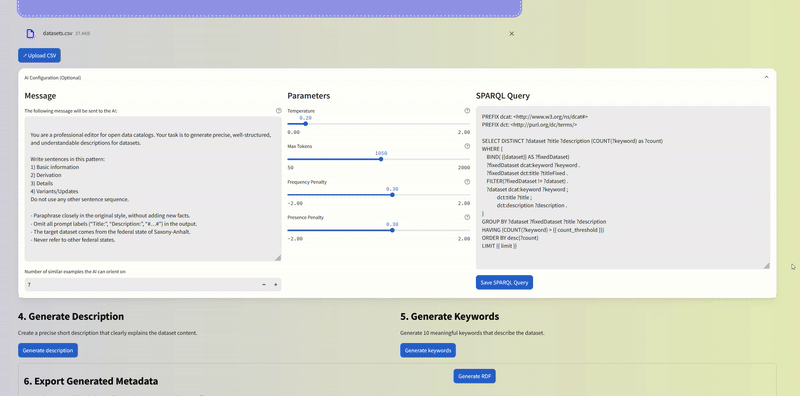 datasets.csv 37.4KB
Upload CSV
AI Configuration (Optional)
Message
The following message will be sent to the AI:
You are a professional editor for open data catalogs. Your task is to generate precise, well-structured,
and understandable descriptions for datasets.
Write sentences in this pattern:
1) Basic information
2) Derivation
3) Details
4) Variants/Updates
Do not use any other sentence sequence.
- Paraphrase closely in the original style, without adding new facts.
- Omit all prompt labels ("Title:", "Description:", "#...#") in the output.
- The target dataset comes from the federal state of Saxony-Anhalt.
- Never refer to other federal states.
Number of similar examples the AI can orient on
7
Parameters
Temperature
0.20
0.00 2.00
Max Tokens
1050
50 2000
Frequency Penalty
0.30
-2.00 2.00
Presence Penalty
0.30
-2.00 2.00
SPARQL Query
PREFIX dcat: <http://www.w3.org/ns/dcat#>
PREFIX dct: <http://purl.org/dc/terms/>
SELECT DISTINCT ?dataset ?title ?description (COUNT(?keyword) as ?count)
WHERE {
BIND( {{dataset}} AS ?fixedDataset)
?fixedDataset dcat:keyword ?keyword .
?fixedDataset dct:title ?titleFixed .
FILTER(?fixedDataset != ?dataset) .
?dataset dcat:keyword ?keyword ;
dct:title ?title ;
dct:description ?description .
}
GROUP BY ?dataset ?fixedDataset ?title ?description
HAVING (COUNT(?keyword) > {{ count_threshold }})
ORDER BY desc(?count)
LIMIT {{ limit }}
Save SPARQL Query
4. Generate Description
Create a precise short description that clearly explains the dataset content.
Generate description
5. Generate Keywords
Generate 10 meaningful keywords that describe the dataset.
Generate keywords
6. Export Generated Metadata
Generate RDF